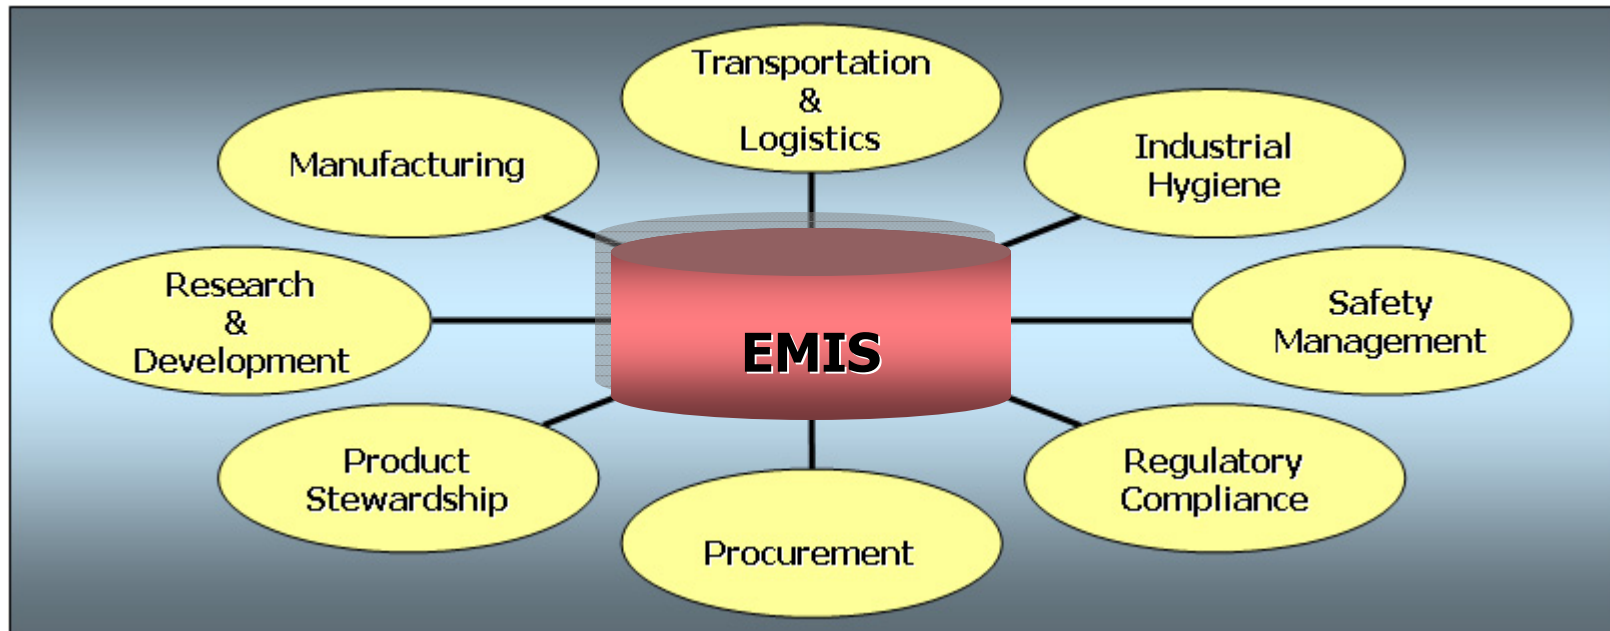 Transportation
&
Logistics
Manufacturing
Industrial
Hygiene
Research
&
Development
EMIS
Safety
Management
Product
Stewardship
Procurement
Regulatory
Compliance